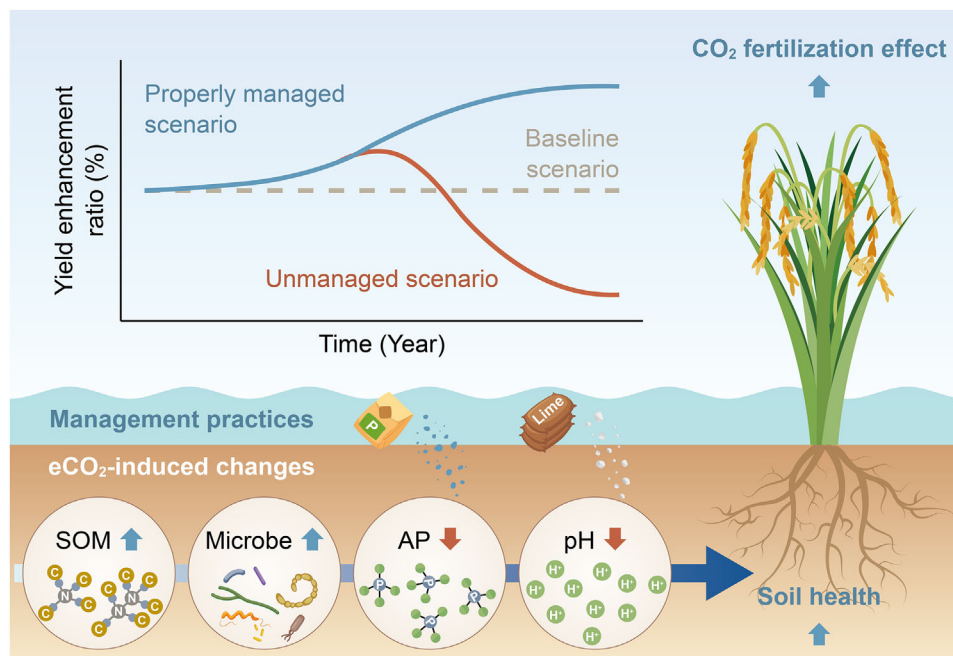 CO₂ fertilization effect
Properly managed
scenario
Baseline
scenario
Yield enhancement
ratio (%)
Unmanaged scenario
Time (Year)
Management practices
P
Lime
eCO₂-induced changes
SOM
Microbe
AP
pH
C C C C C C C C C
N N N
P P P P
H⁺ H⁺ H⁺ H⁺ H⁺ H⁺ H⁺ H⁺ H⁺ H⁺ H⁺
Soil health